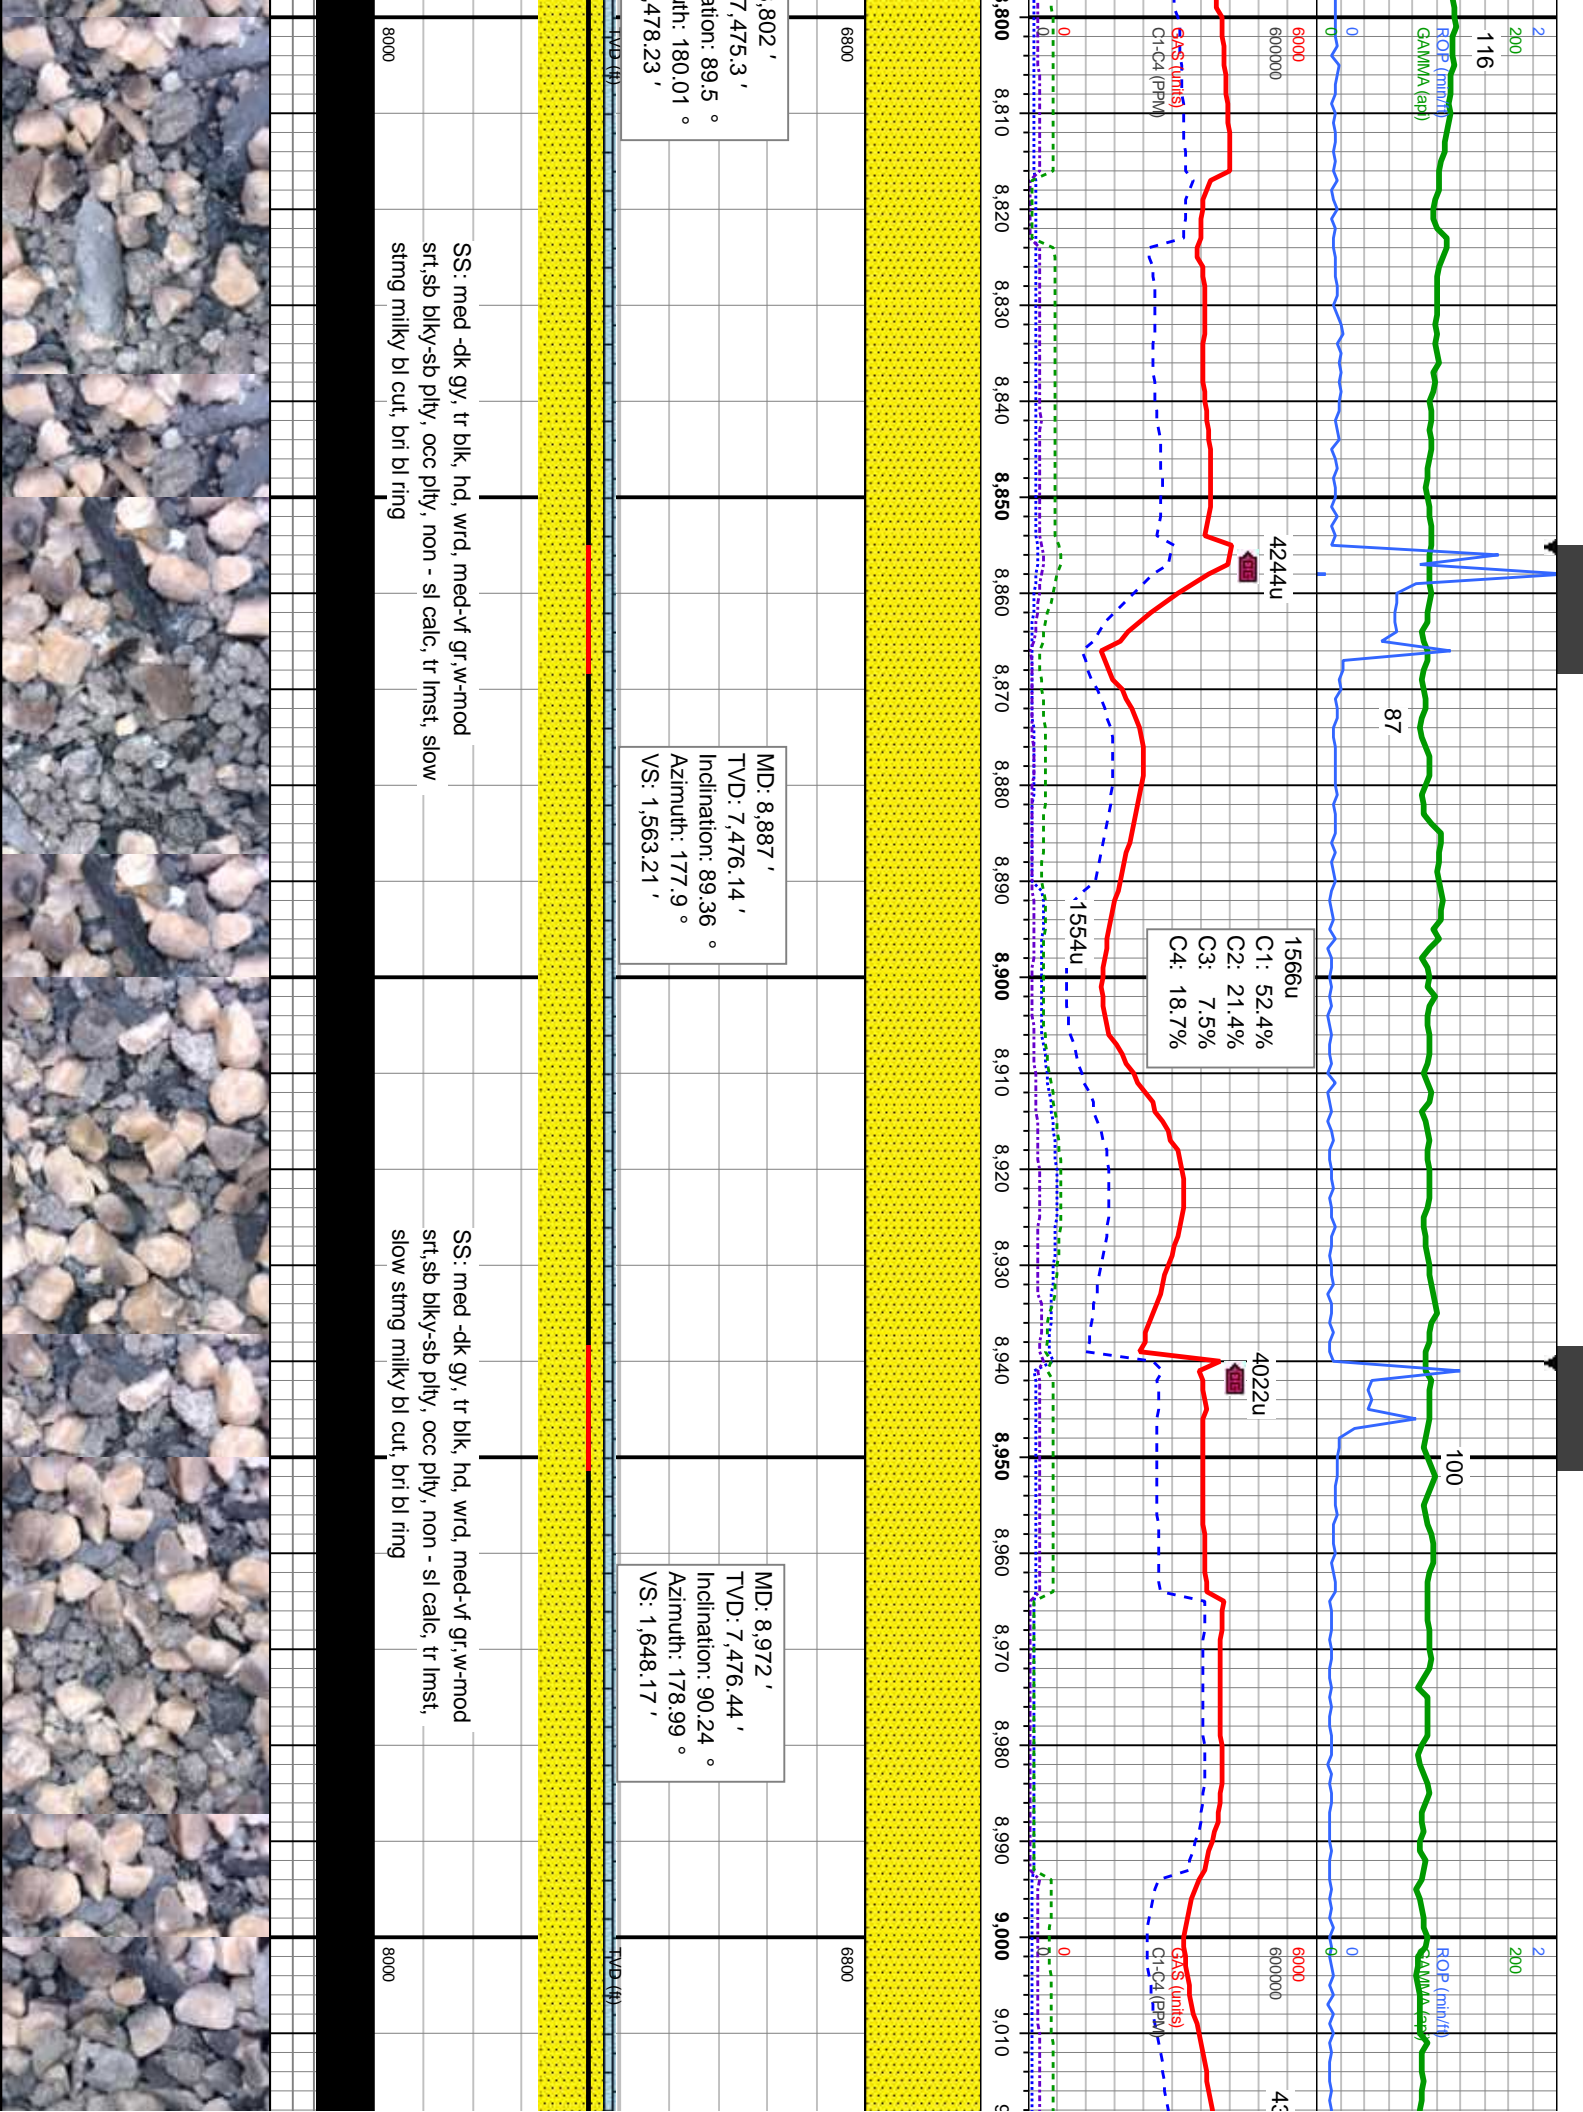 2
200
ROP (min/ft)
GAMMA (api)
0
0
116
6000
600000
GAS (units)
C1-C4 (PPM)
0
0
8,800
8,810
8,820
8,830
8,840
8,850
8,860
8,870
8,880
8,890
8,900
8,910
8,920
8,930
8,940
8,950
8,960
8,970
8,980
8,990
9,000
9,010
4244u
DG
87
1554u
1566u
C1: 52.4%
C2: 21.4%
C3: 7.5%
C4: 18.7%
4022u
DG
100
2
200
ROP (min/ft)
GAMMA (api)
0
0
6000
600000
GAS (units)
C1-C4 (PPM)
0
0
43
6800
TVD (ft)
8000
,802 '
7,475.3 '
ation: 89.5 °
uth: 180.01 °
,478.23 '
MD: 8,887 '
TVD: 7,476.14 '
Inclination: 89.36 °
Azimuth: 177.9 °
VS: 1,563.21 '
MD: 8,972 '
TVD: 7,476.44 '
Inclination: 90.24 °
Azimuth: 178.99 °
VS: 1,648.17 '
6800
TVD (ft)
8000
SS: med -dk gy, tr blk, hd, wrd, med-vf gr,w-mod
srt,sb blky-sb plty, occ plty, non - sl calc, tr lmst, slow
stmg milky bl cut, bri bl ring
SS: med -dk gy, tr blk, hd, wrd, med-vf gr,w-mod
srt,sb blky-sb plty, occ plty, non - sl calc, tr lmst,
slow stmg milky bl cut, bri bl ring